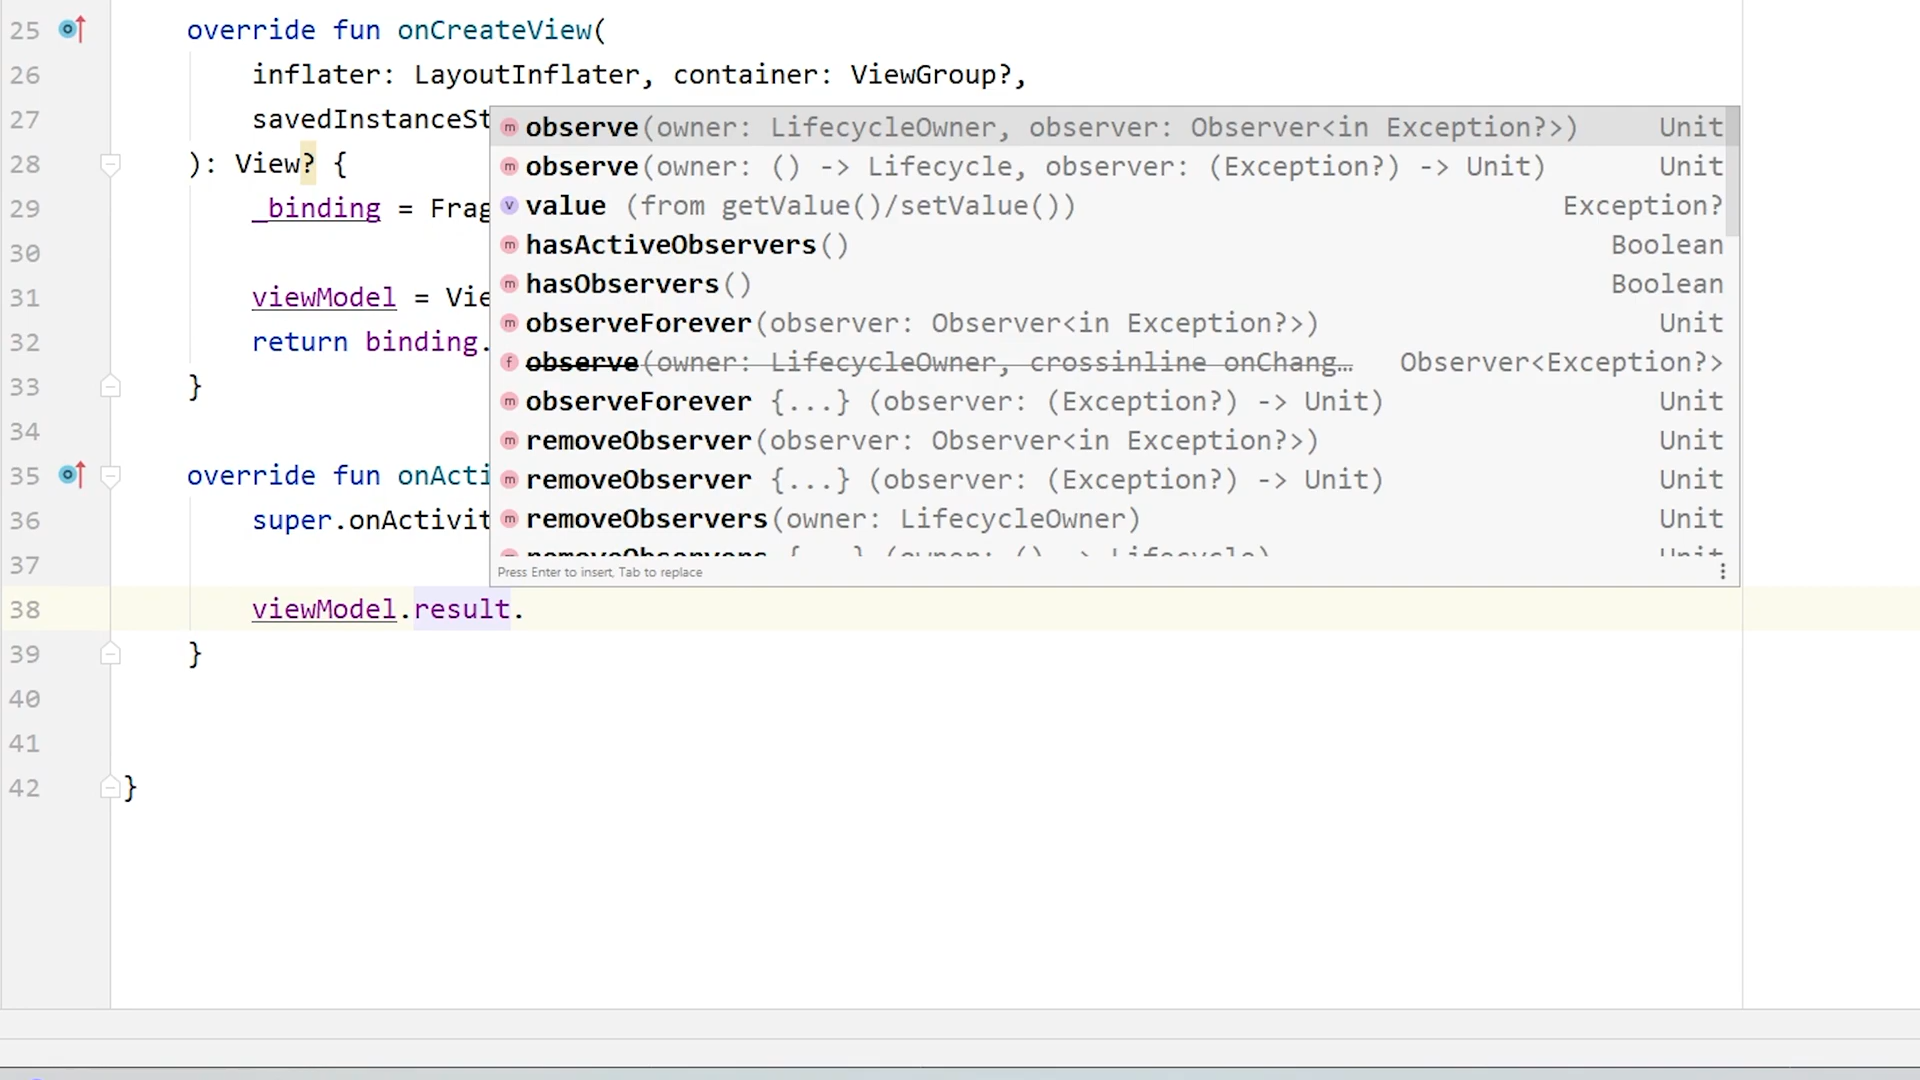 25 override fun onCreateView(
26 inflater: LayoutInflater, container: ViewGroup?,
27 savedInstanceSt
observe(owner: LifecycleOwner, observer: Observer<in Exception?>) Unit
observe(owner: () -> Lifecycle, observer: (Exception?) -> Unit) Unit
value (from getValue()/setValue()) Exception?
hasActiveObservers() Boolean
hasObservers() Boolean
observeForever(observer: Observer<in Exception?>) Unit
observe(owner: LifecycleOwner, crossinline onChang… Observer<Exception?>
observeForever {...} (observer: (Exception?) -> Unit) Unit
removeObserver(observer: Observer<in Exception?>) Unit
removeObserver {...} (observer: (Exception?) -> Unit) Unit
removeObservers(owner: LifecycleOwner) Unit
removeObservers {...} (owner: () -> Lifecycle) Unit
Press Enter to insert, Tab to replace
28 ): View? {
29 _binding = Frag
30
31 viewModel = Vie
32 return binding.
33 }
34
35 override fun onActi
36 super.onActivit
37
38 viewModel.result.
39 }
40
41
42 }